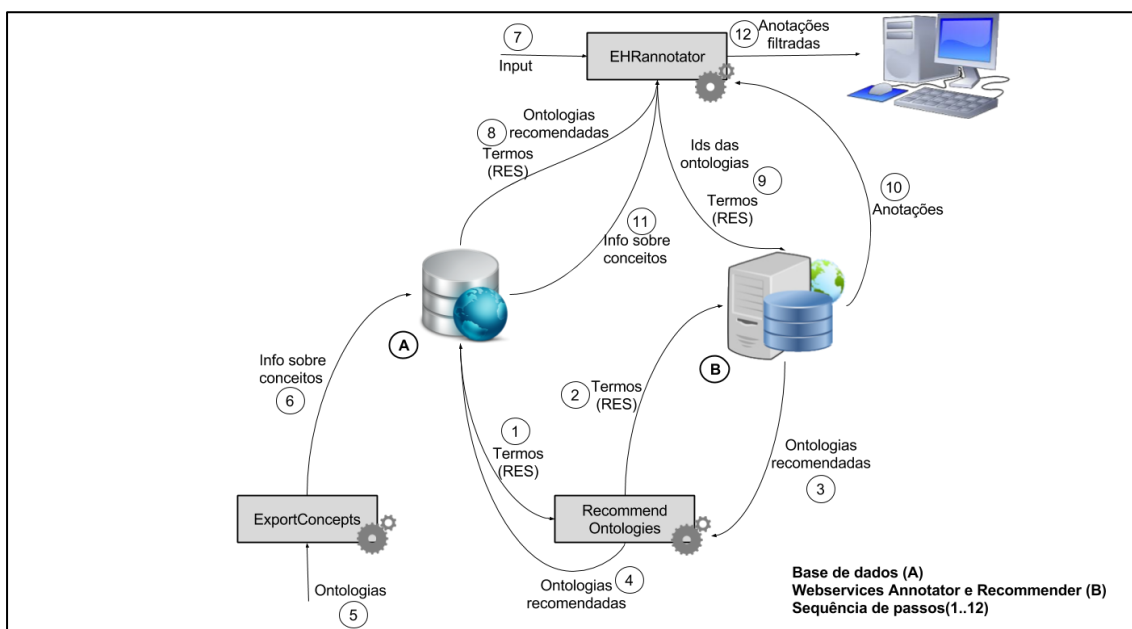 7
Input
EHRannotator
12
Anotações
filtradas
Ontologias
recomendadas
8
Termos
(RES)
Ids das
ontologias
9
Termos
(RES)
10
Anotações
11
Info sobre
conceitos
A
B
Info sobre
conceitos
6
1
Termos
(RES)
2
Termos
(RES)
Ontologias
recomendadas
3
ExportConcepts
Recommend
Ontologies
Ontologias
5
Ontologias
recomendadas
4
Base de dados (A)
Webservices Annotator e Recommender (B)
Sequência de passos(1..12)